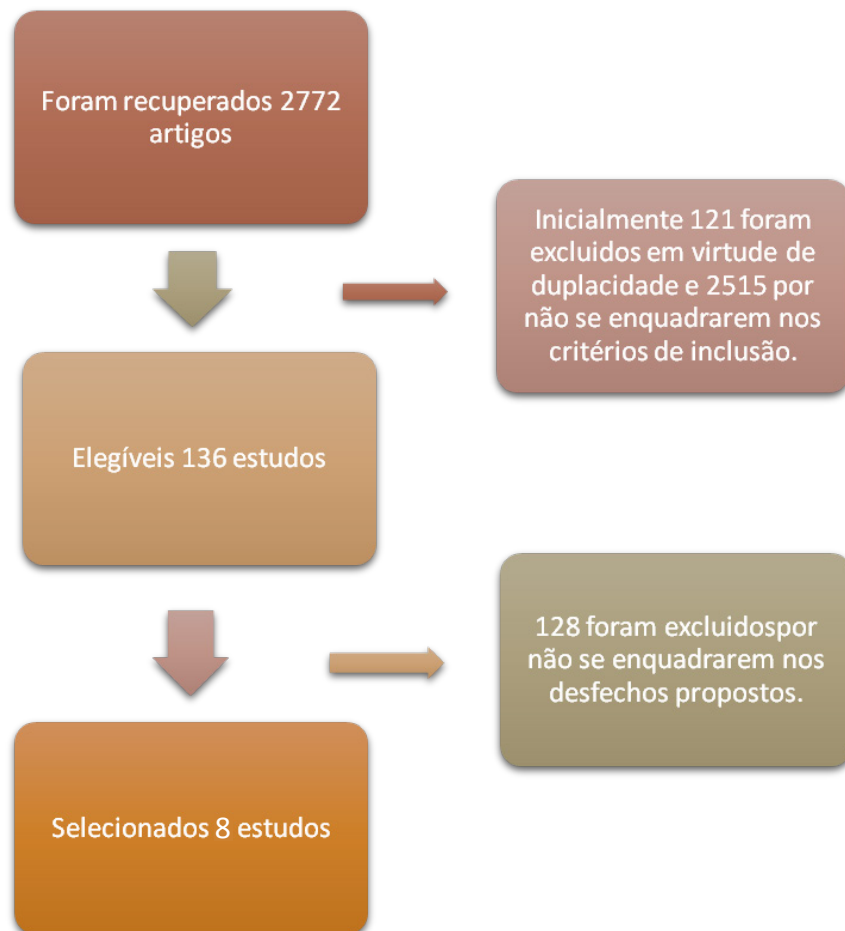 Foram recuperados 2772
artigos
Inicialmente 121 foram
excluidos em virtude de
duplacidade e 2515 por
não se enquadrarem nos
critérios de inclusão.
Elegíveis 136 estudos
128 foram excluidospor
não se enquadrarem nos
desfechos propostos.
Selecionados 8 estudos